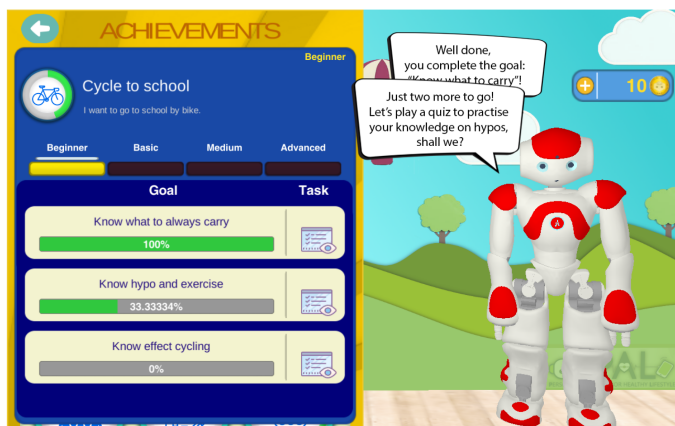 ACHIEVEMENTS
Beginner
Cycle to school
I want to go to school by bike.
Beginner Basic Medium Advanced
Goal Task
Know what to always carry
100%
Know hypo and exercise
33.33334%
Know effect cycling
0%
Well done,
you complete the goal:
"Know what to carry"!
Just two more to go!
Let's play a quiz to practise
your knowledge on hypos,
shall we?
10